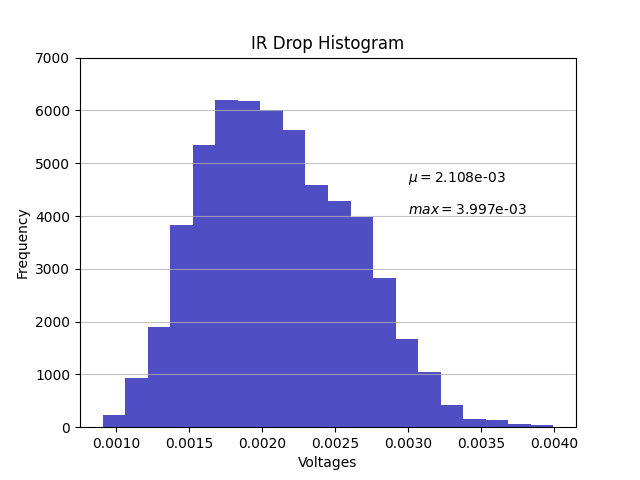 IR Drop Histogram
7000
6000
5000
4000
3000
2000
1000
0
Frequency
μ = 2.108e-03
max = 3.997e-03
0.0010 0.0015 0.0020 0.0025 0.0030 0.0035 0.0040
Voltages